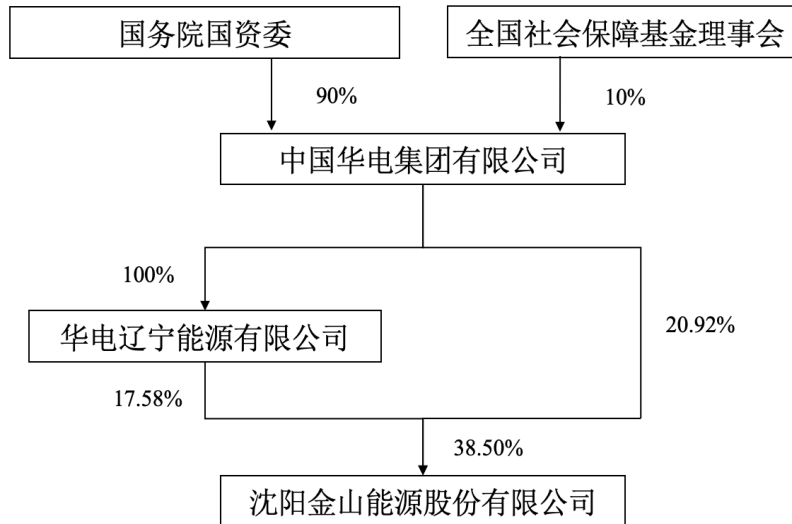 国务院国资委
全国社会保障基金理事会
90%
10%
中国华电集团有限公司
100%
华电辽宁能源有限公司
20.92%
17.58%
38.50%
沈阳金山能源股份有限公司